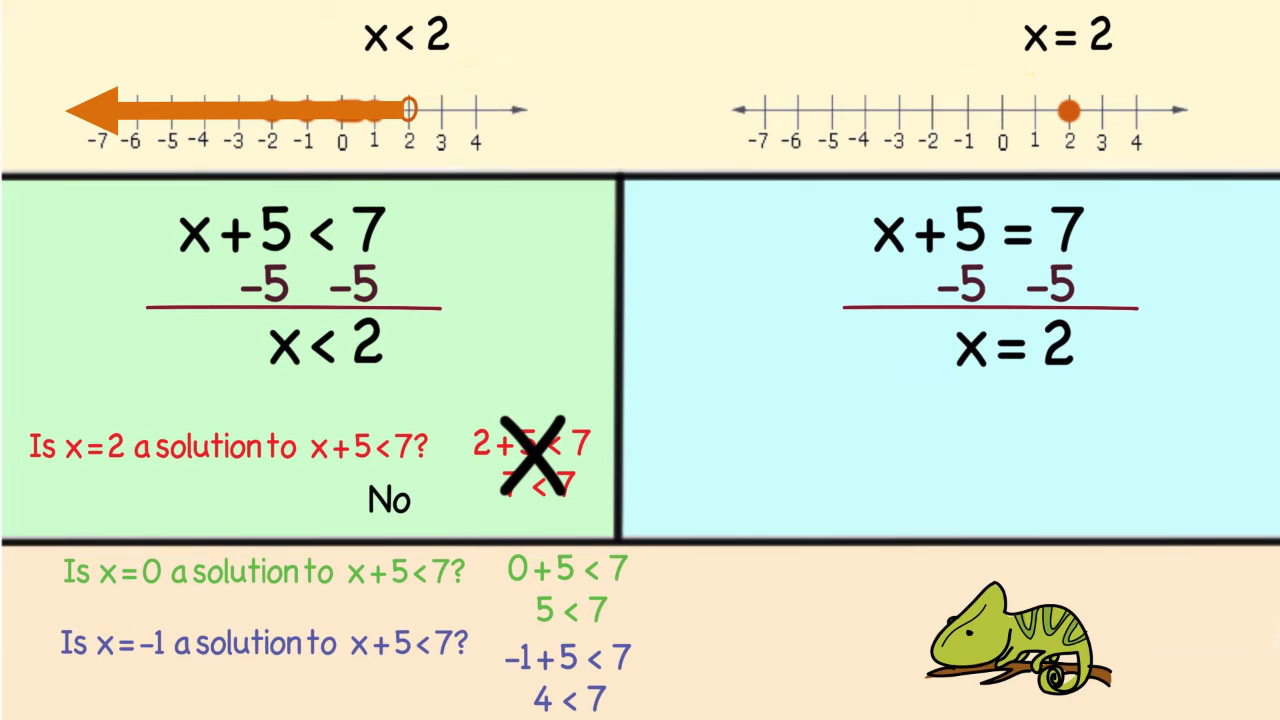 x < 2
x = 2
-7 -6 -5 -4 -3 -2 -1 0 1 2 3 4
-7 -6 -5 -4 -3 -2 -1 0 1 2 3 4
x + 5 < 7
-5 -5
x < 2
x + 5 = 7
-5 -5
x = 2
Is x = 2 a solution to x + 5 < 7?
2 + 5 < 7
7 < 7
No
Is x = 0 a solution to x + 5 < 7?
0 + 5 < 7
5 < 7
Is x = -1 a solution to x + 5 < 7?
-1 + 5 < 7
4 < 7